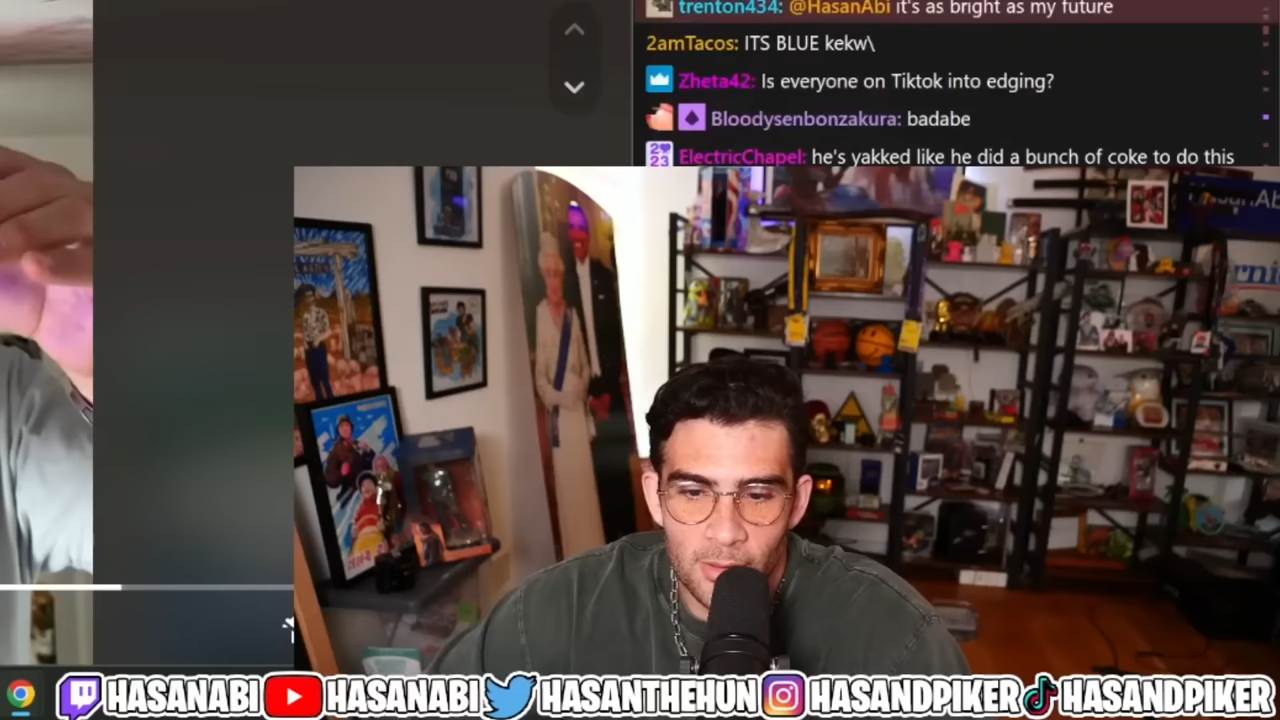 trenton434: @HasanAbi it's as bright as my future
2amTacos: ITS BLUE kekw\
Zheta42: Is everyone on Tiktok into edging?
Bloodysenbonzakura: badabe
ElectricChapel: he's yakked like he did a bunch of coke to do this
HASANABI HASANABI HASANTHEHUN HASANDPIKER HASANDPIKER